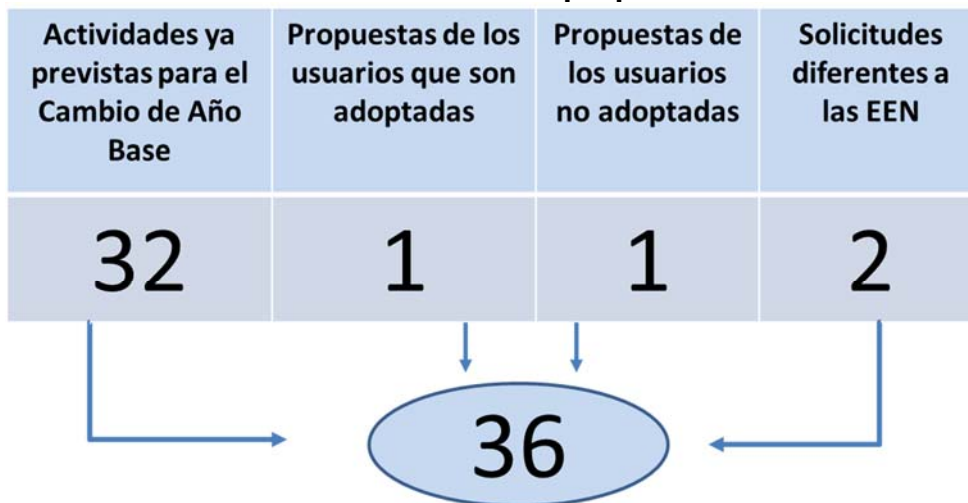 Actividades ya previstas para el Cambio de Año Base
Propuestas de los usuarios que son adoptadas
Propuestas de los usuarios no adoptadas
Solicitudes diferentes a las EEN
32
1
1
2
36